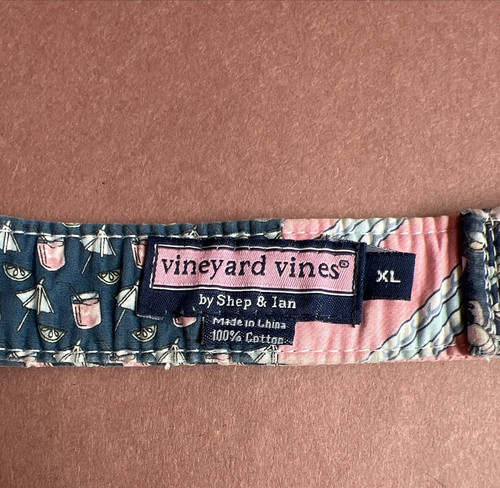 vineyard vines®
by Shep & Ian
XL
Made in China
100% Cotton